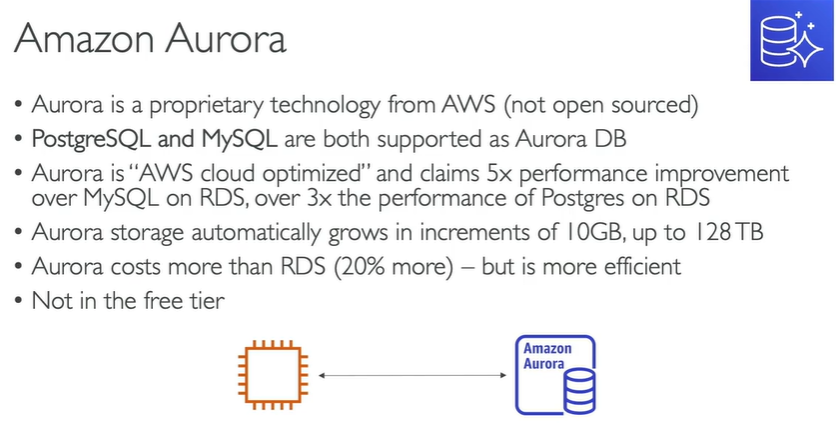 Amazon Aurora
• Aurora is a proprietary technology from AWS (not open sourced)
• PostgreSQL and MySQL are both supported as Aurora DB
• Aurora is “AWS cloud optimized” and claims 5x performance improvement
over MySQL on RDS, over 3x the performance of Postgres on RDS
• Aurora storage automatically grows in increments of 10GB, up to 128 TB
• Aurora costs more than RDS (20% more) – but is more efficient
• Not in the free tier
Amazon
Aurora